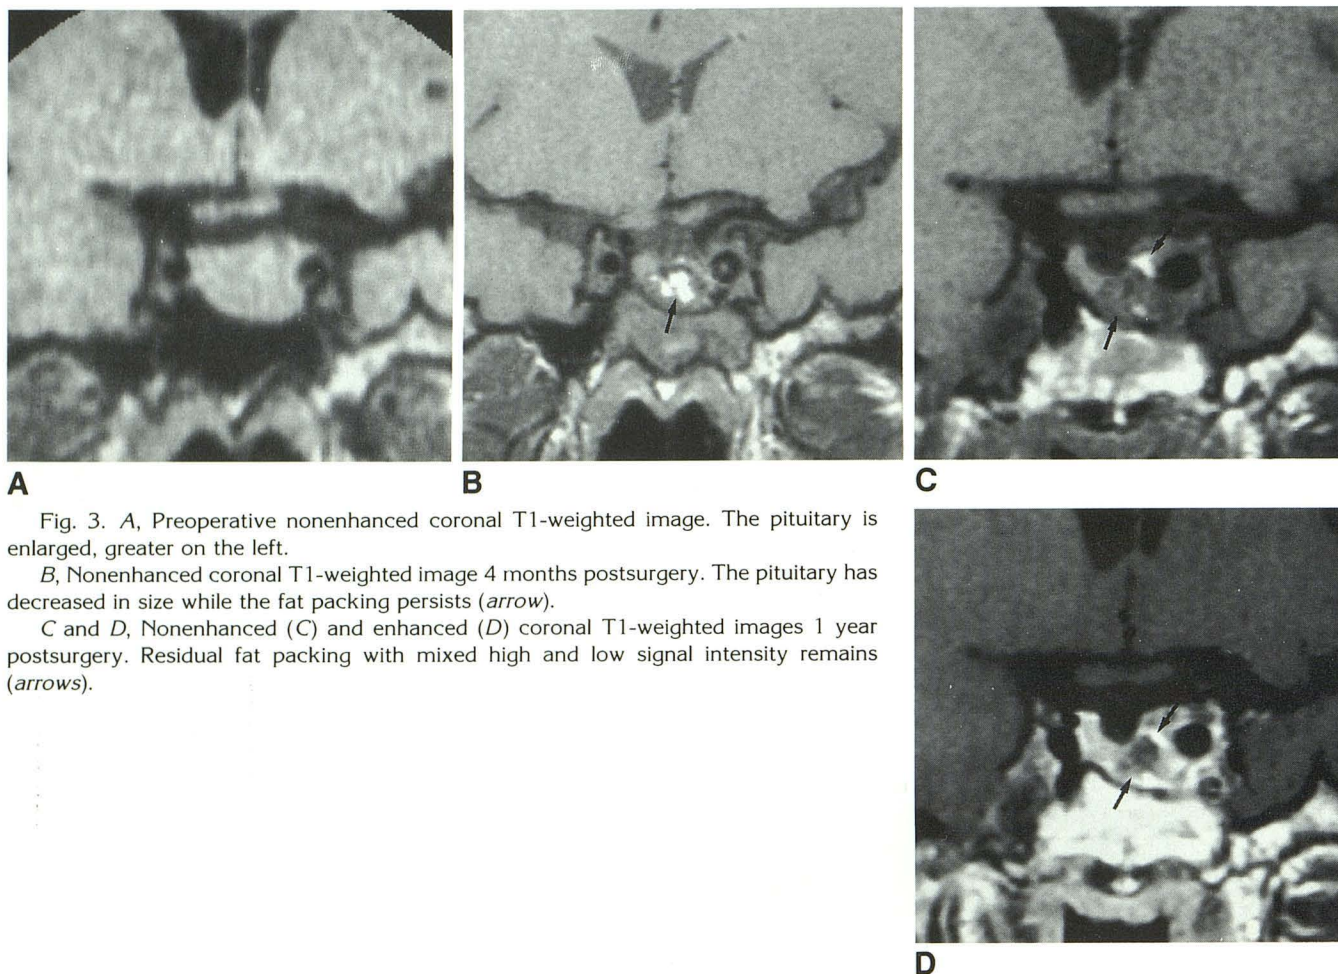 A
B
C
Fig. 3. A, Preoperative nonenhanced coronal T1-weighted image. The pituitary is
enlarged, greater on the left.
B, Nonenhanced coronal T1-weighted image 4 months postsurgery. The pituitary has
decreased in size while the fat packing persists (arrow).
C and D, Nonenhanced (C) and enhanced (D) coronal T1-weighted images 1 year
postsurgery. Residual fat packing with mixed high and low signal intensity remains
(arrows).
D